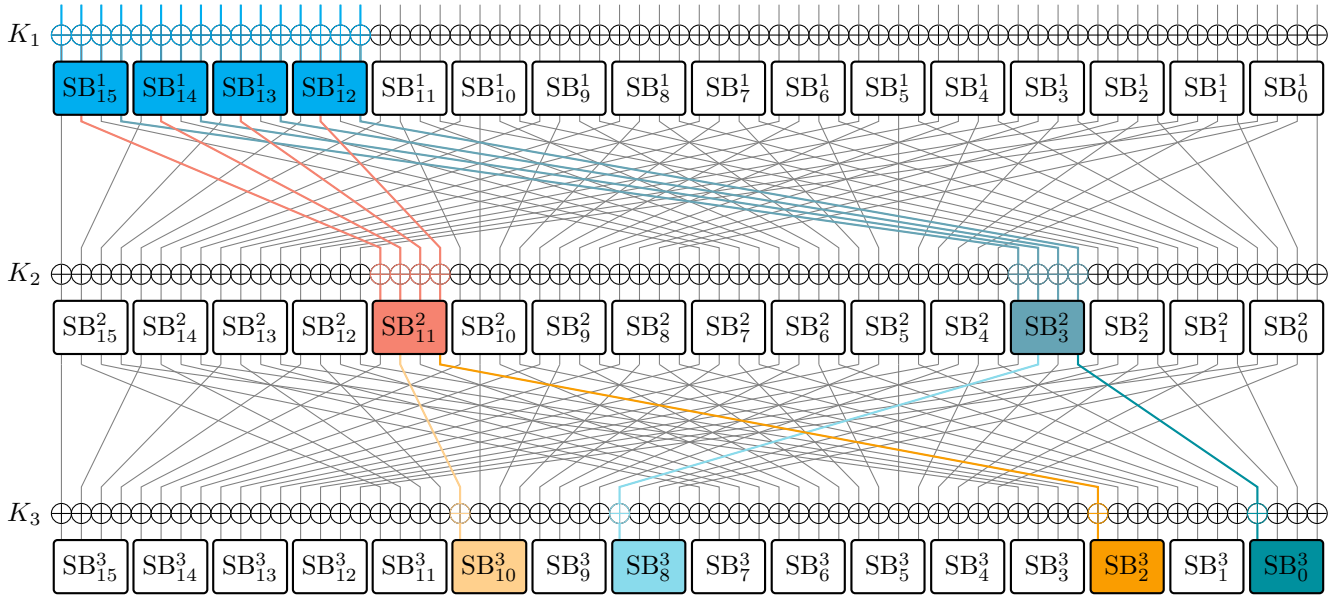 K₁
SB¹₁₅ SB¹₁₄ SB¹₁₃ SB¹₁₂ SB¹₁₁ SB¹₁₀ SB¹₉ SB¹₈ SB¹₇ SB¹₆ SB¹₅ SB¹₄ SB¹₃ SB¹₂ SB¹₁ SB¹₀
K₂
SB²₁₅ SB²₁₄ SB²₁₃ SB²₁₂ SB²₁₁ SB²₁₀ SB²₉ SB²₈ SB²₇ SB²₆ SB²₅ SB²₄ SB²₃ SB²₂ SB²₁ SB²₀
K₃
SB³₁₅ SB³₁₄ SB³₁₃ SB³₁₂ SB³₁₁ SB³₁₀ SB³₉ SB³₈ SB³₇ SB³₆ SB³₅ SB³₄ SB³₃ SB³₂ SB³₁ SB³₀